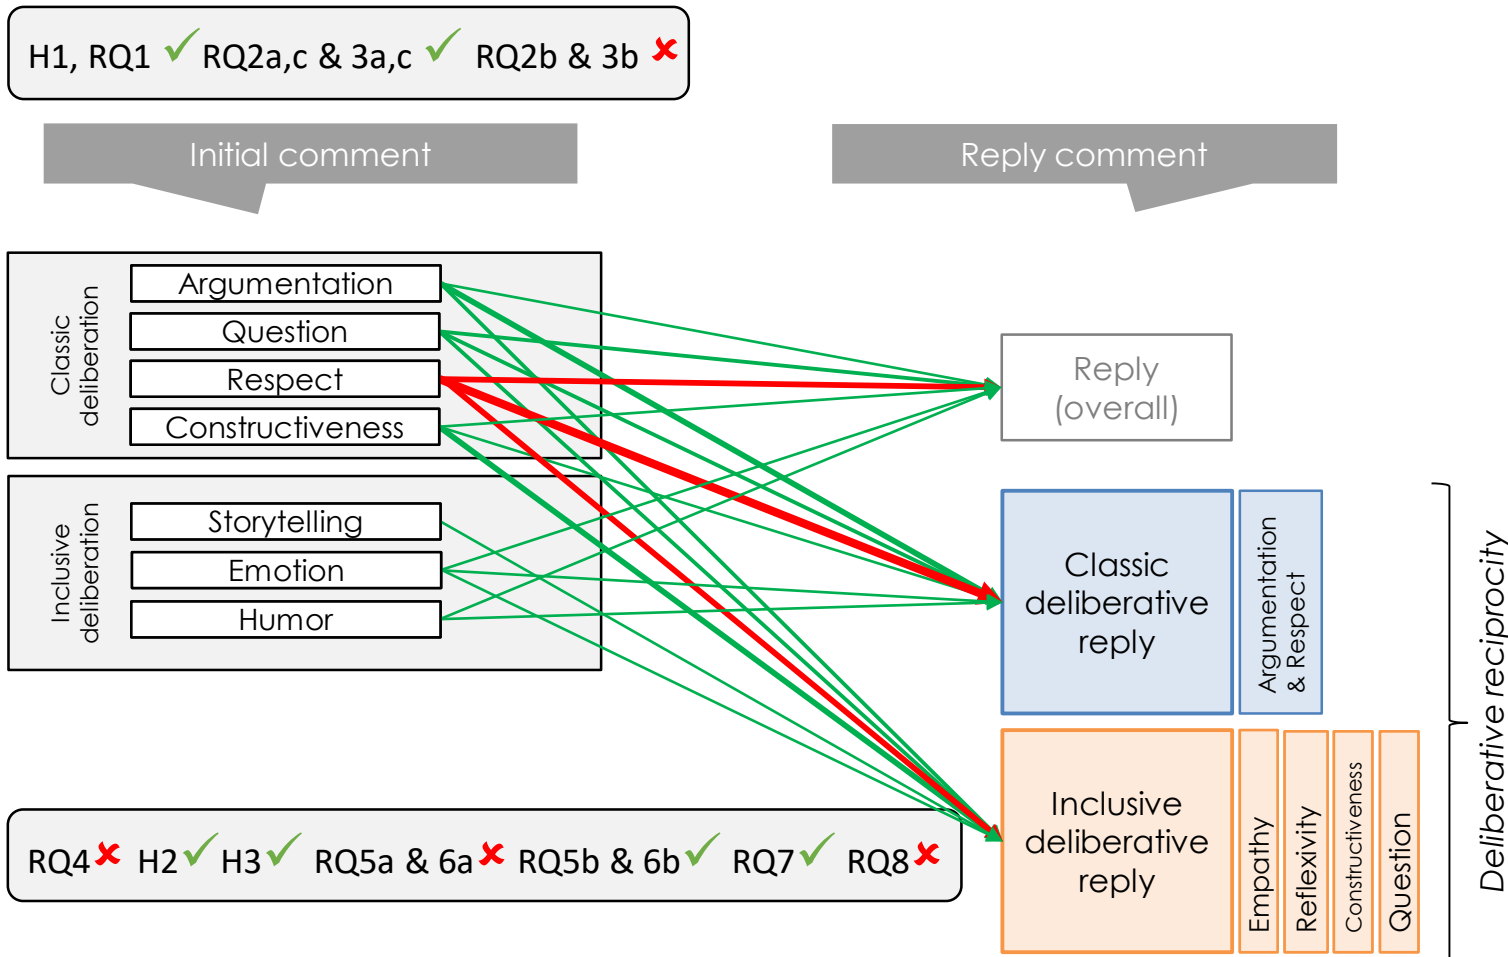 H1, RQ1 ✓ RQ2a,c & 3a,c ✓ RQ2b & 3b ✘
Initial comment
Reply comment
Classic
deliberation
Argumentation
Question
Respect
Constructiveness
Inclusive
deliberation
Storytelling
Emotion
Humor
Reply
(overall)
Classic
deliberative
reply
Argumentation
& Respect
Inclusive
deliberative
reply
Empathy
Reflexivity
Constructiveness
Question
Deliberative reciprocity
RQ4 ✘ H2 ✓ H3 ✓ RQ5a & 6a ✘ RQ5b & 6b ✓ RQ7 ✓ RQ8 ✘